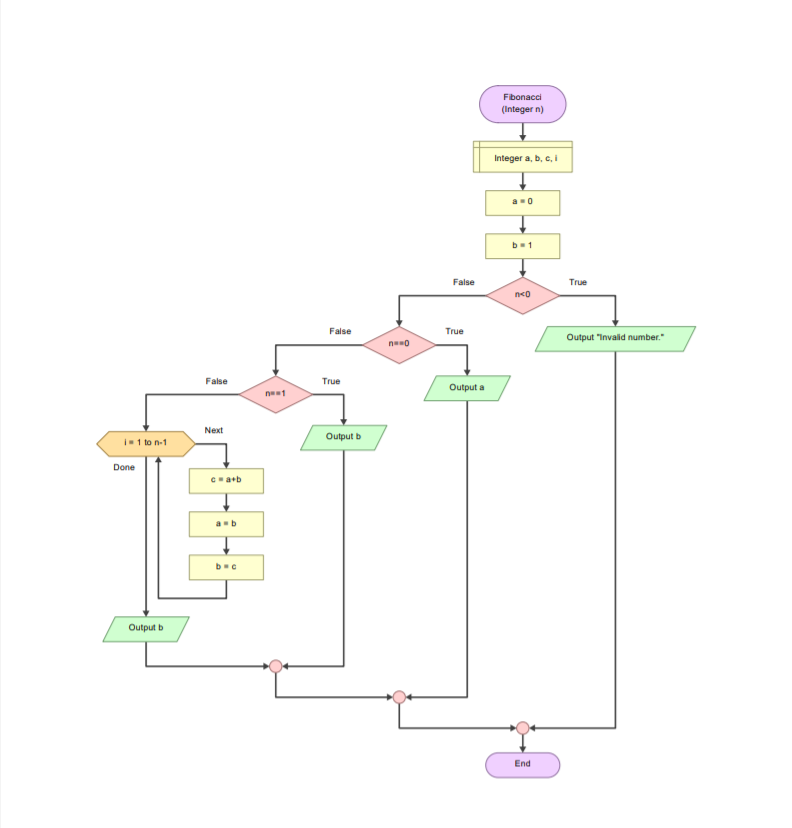 Fibonacci
(Integer n)
Integer a, b, c, i
a = 0
b = 1
False
True
n<0
False
True
n==0
Output "Invalid number."
False
True
n==1
Output a
Next
i = 1 to n-1
Output b
Done
c = a+b
a = b
b = c
Output b
End